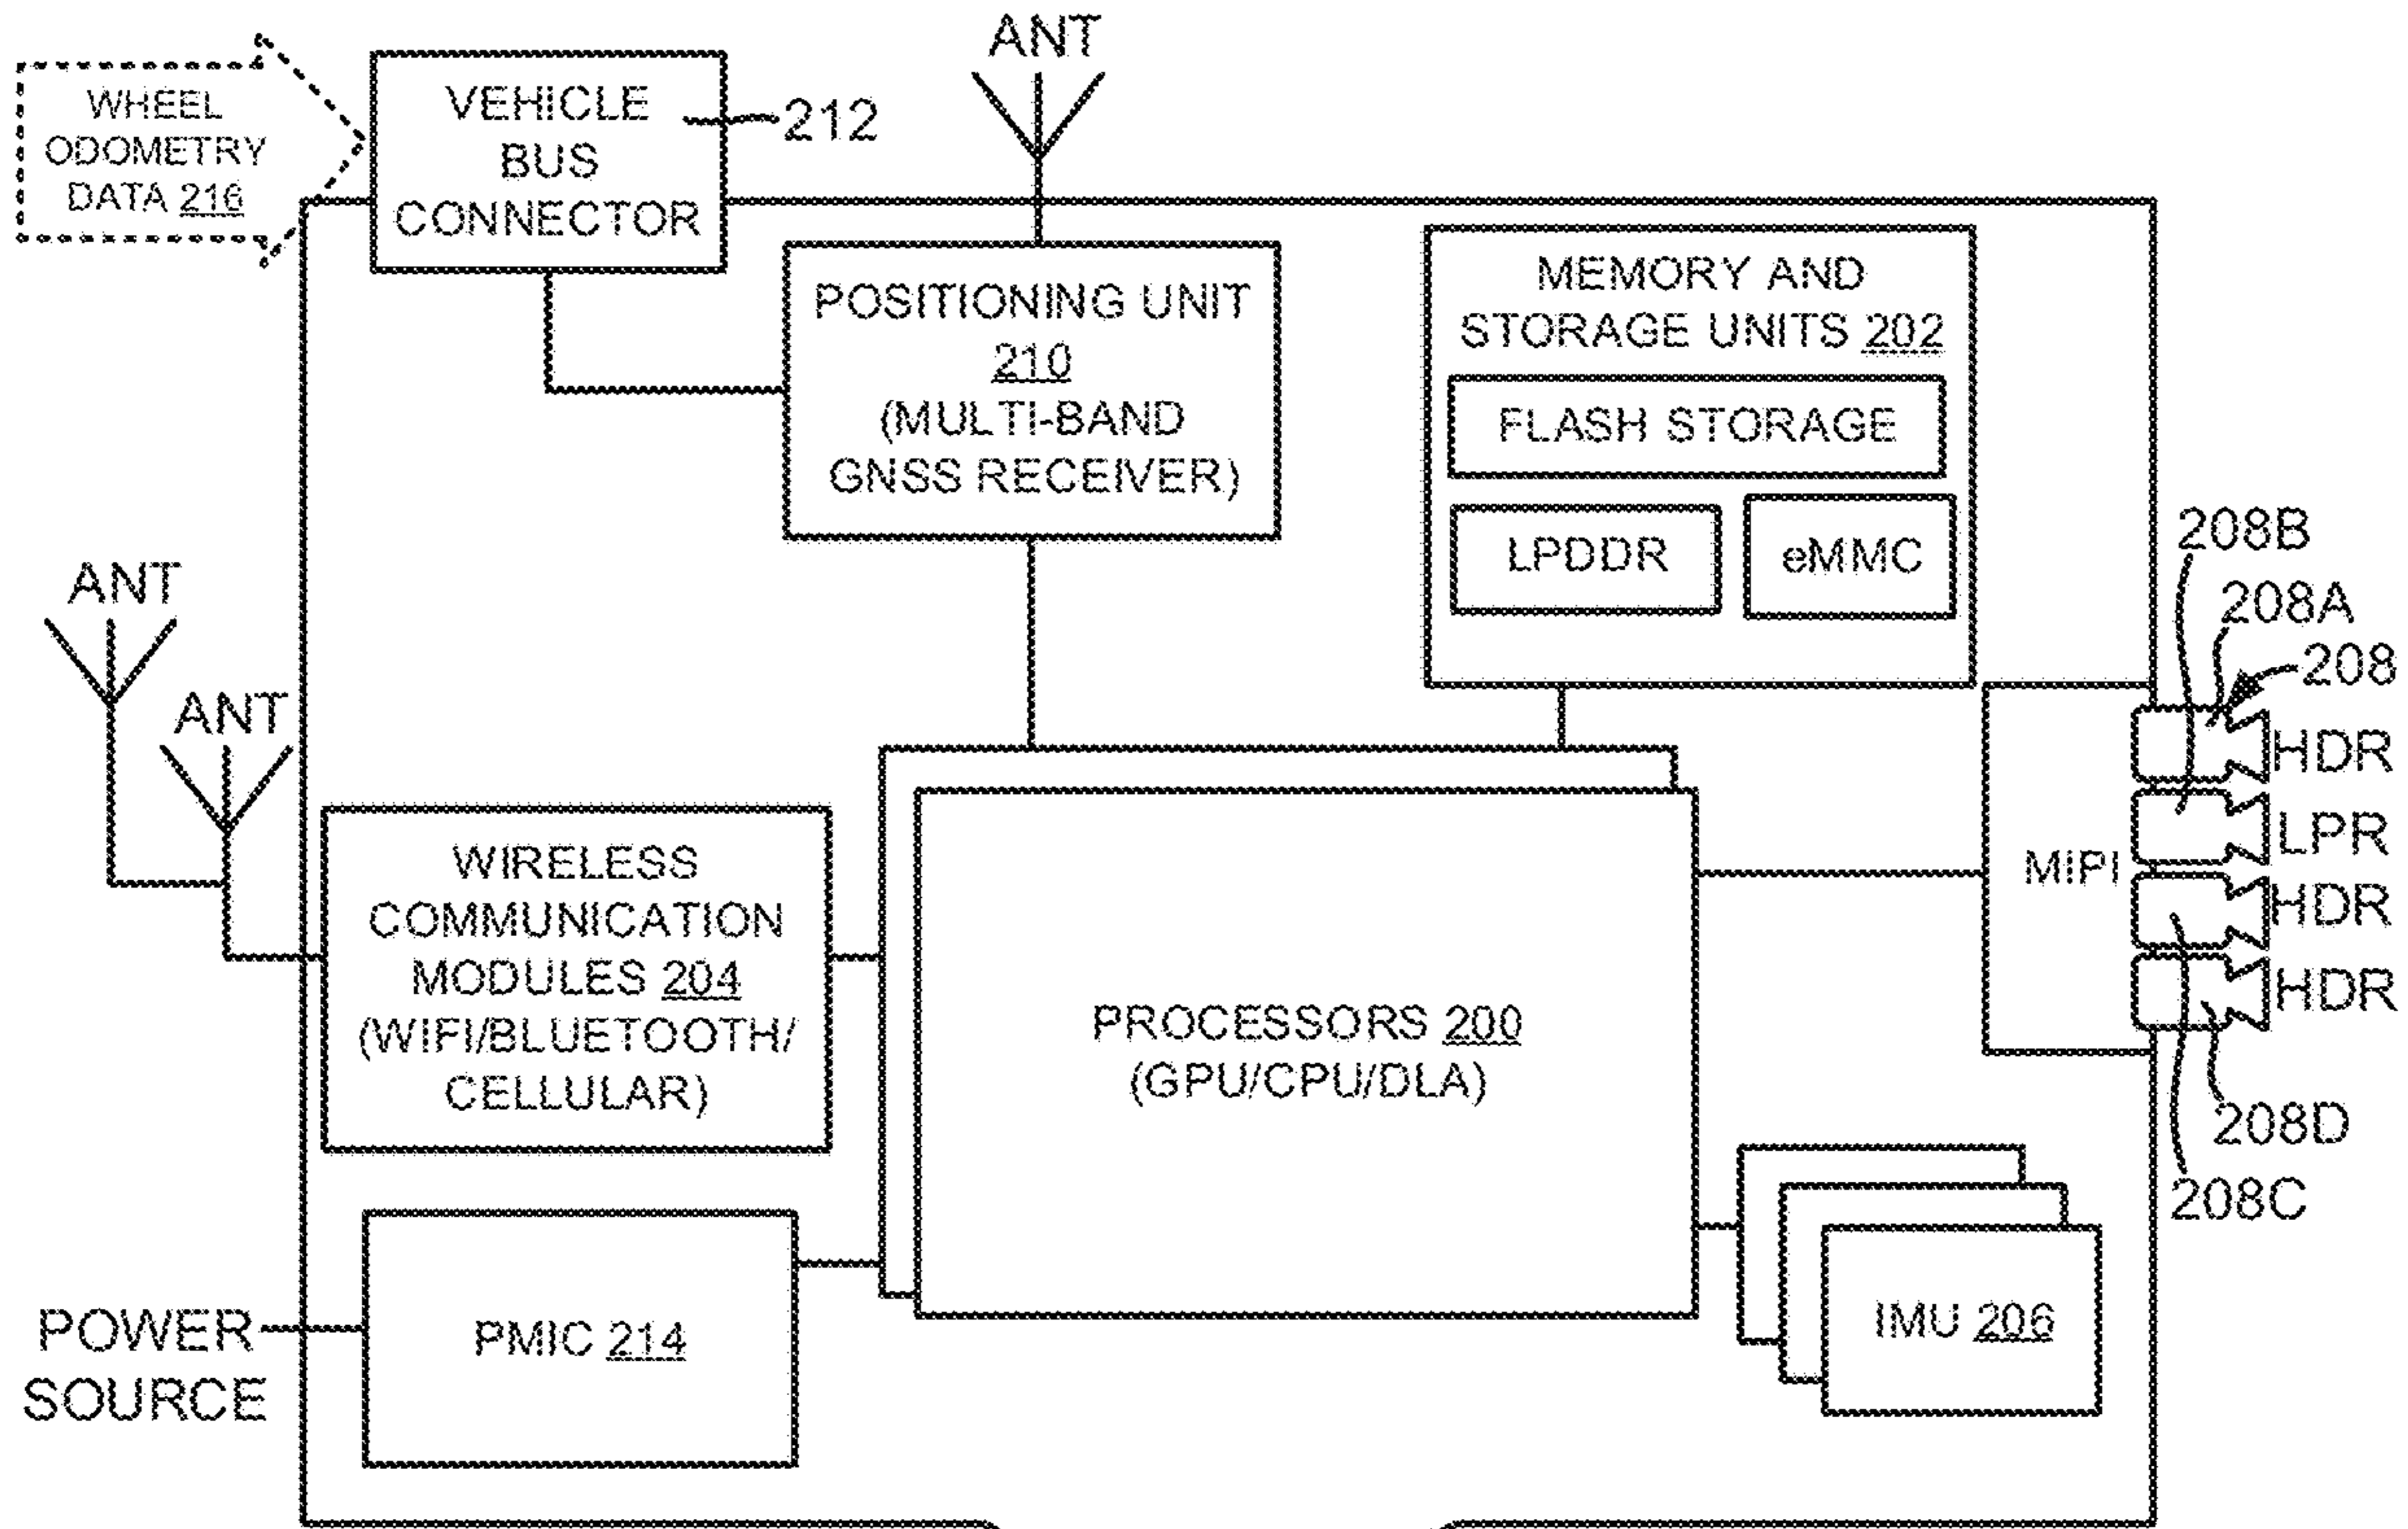 ANT
WHEEL
ODOMETRY
DATA 216
VEHICLE
BUS
CONNECTOR
212
POSITIONING UNIT
210
(MULTI-BAND
GNSS RECEIVER)
MEMORY AND
STORAGE UNITS 202
FLASH STORAGE
LPDDR
eMMC
208B
208A
208
ANT
ANT
HDR
LPR
HDR
HDR
MIPI
WIRELESS
COMMUNICATION
MODULES 204
(WIFI/BLUETOOTH/
CELLULAR)
PROCESSORS 200
(GPU/CPU/DLA)
208D
208C
POWER
SOURCE
PMIC 214
IMU 206